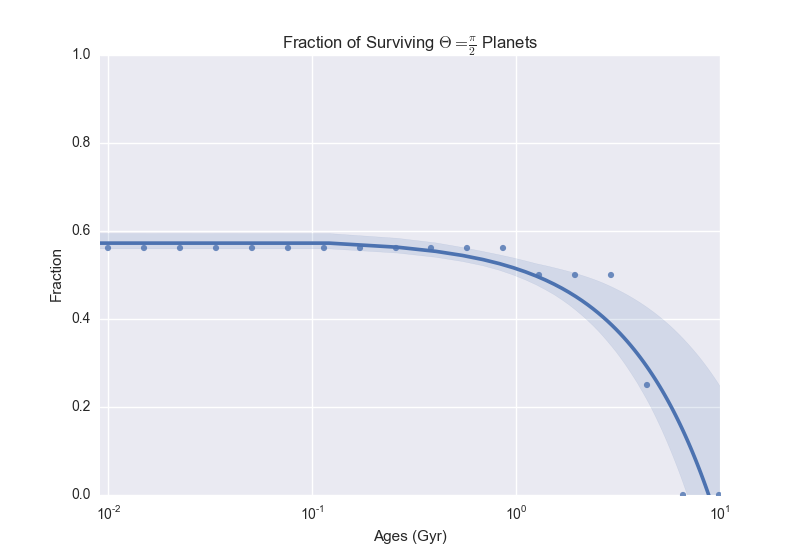 Fraction of Surviving Θ = π/2 Planets
1.0
0.8
0.6
0.4
0.2
0.0
Fraction
10⁻² 10⁻¹ 10⁰ 10¹
Ages (Gyr)